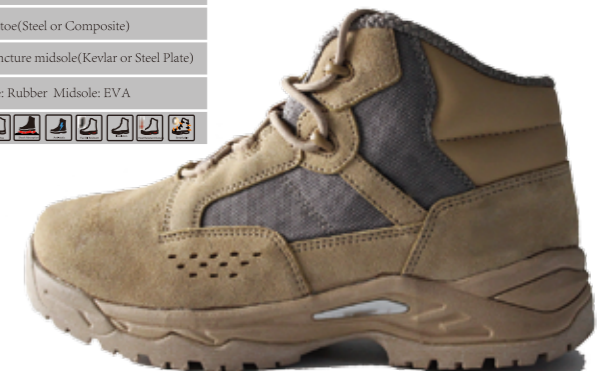 toe(Steel or Composite)
ncture midsole(Kevlar or Steel Plate)
e: Rubber Midsole: EVA